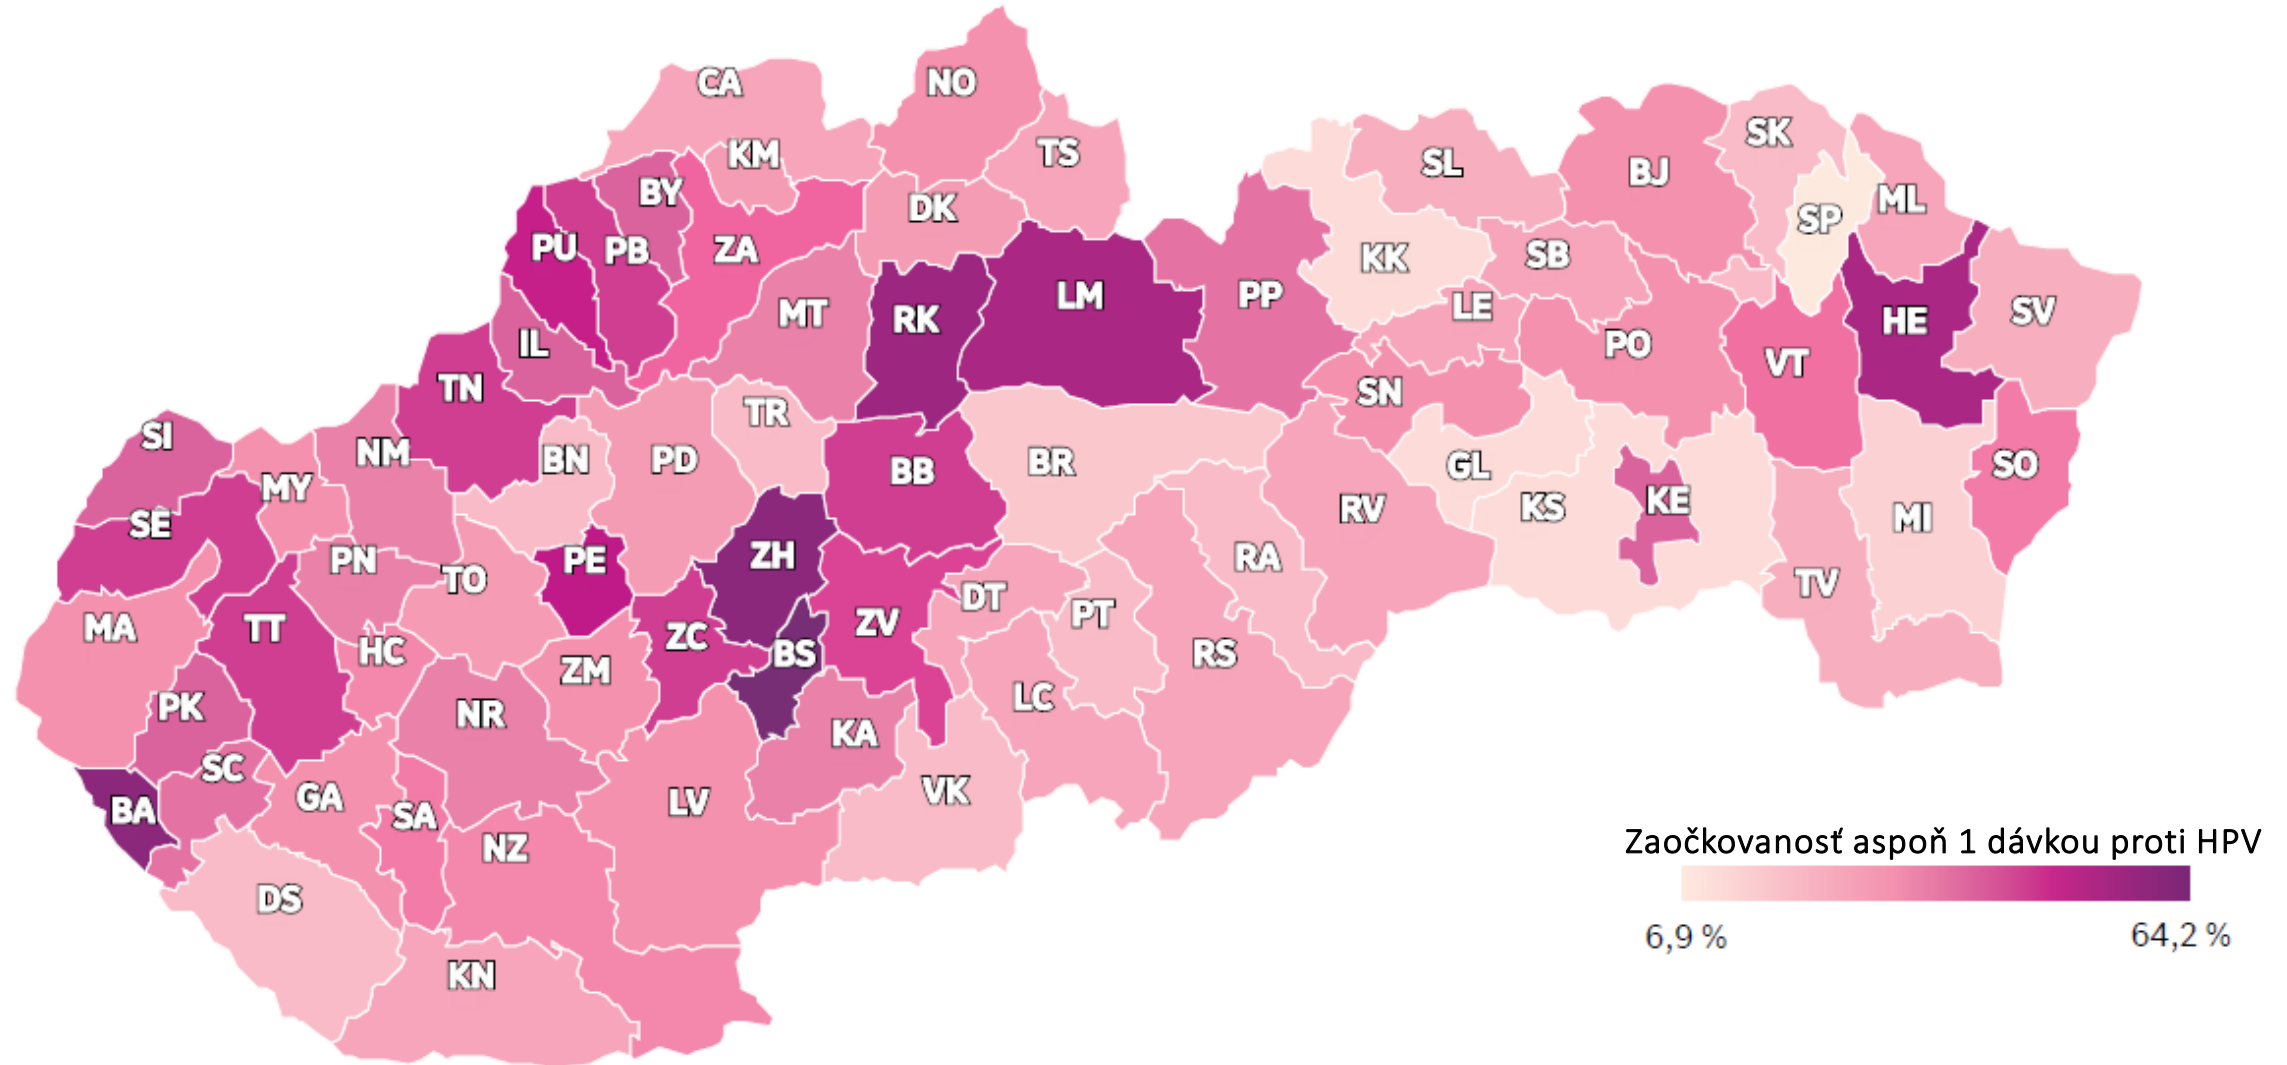 CA
NO
KM
TS
SK
SL
BJ
BY
ML
DK
SP
PU
PB
ZA
KK
SB
LM
PP
LE
HE
SV
MT
RK
IL
PO
VT
TN
SN
TR
SI
NM
BN
PD
BR
BB
GL
SO
MY
SE
RV
KS
KE
MI
PN
TO
PE
ZH
RA
TV
DT
PT
MA
TT
ZC
ZV
HC
BS
RS
ZM
LC
PK
NR
KA
SC
VK
GA
LV
BA
SA
NZ
DS
KN
Zaočkovanosť aspoň 1 dávkou proti HPV
6,9 %
64,2 %